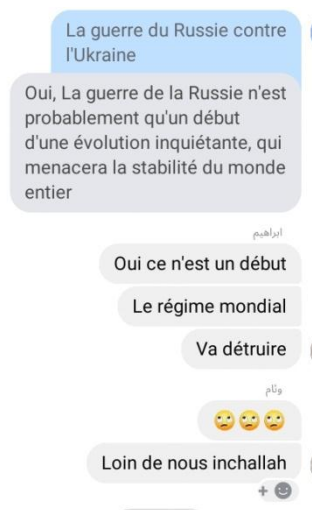 La guerre du Russie contre
l'Ukraine
Oui, La guerre de la Russie n'est
probablement qu'un début
d'une évolution inquiétante, qui
menacera la stabilité du monde
entier
ابراهيم
Oui ce n'est un début
Le régime mondial
Va détruire
وئام
🙄🙄🙄
Loin de nous inchallah